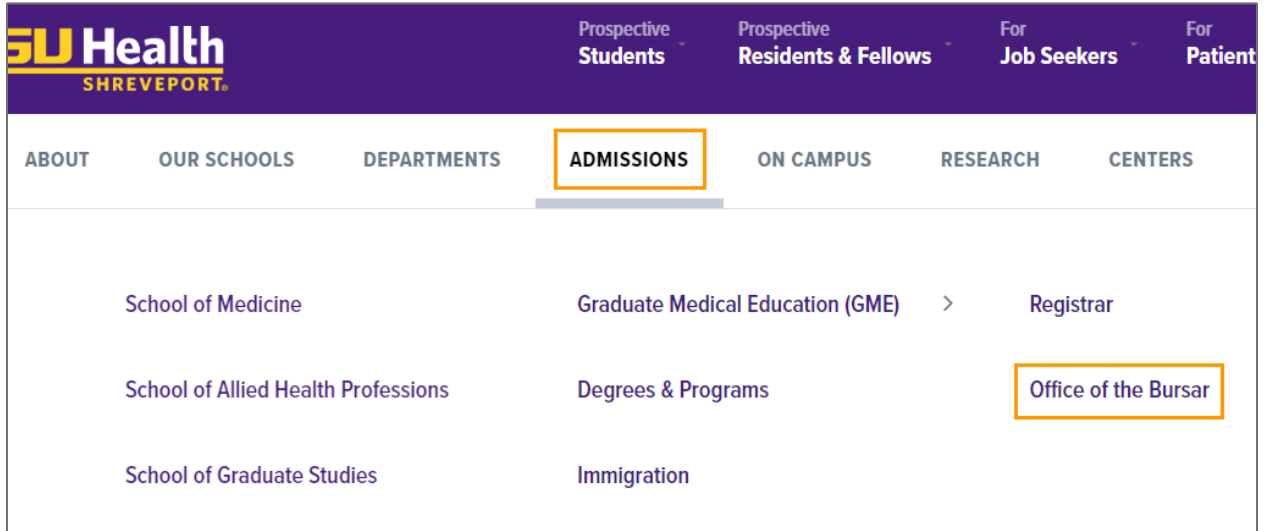 SU Health
SHREVEPORT®
Prospective
Students
Prospective
Residents & Fellows
For
Job Seekers
For
Patient
ABOUT OUR SCHOOLS DEPARTMENTS ADMISSIONS ON CAMPUS RESEARCH CENTERS
School of Medicine Graduate Medical Education (GME) > Registrar
School of Allied Health Professions Degrees & Programs Office of the Bursar
School of Graduate Studies Immigration